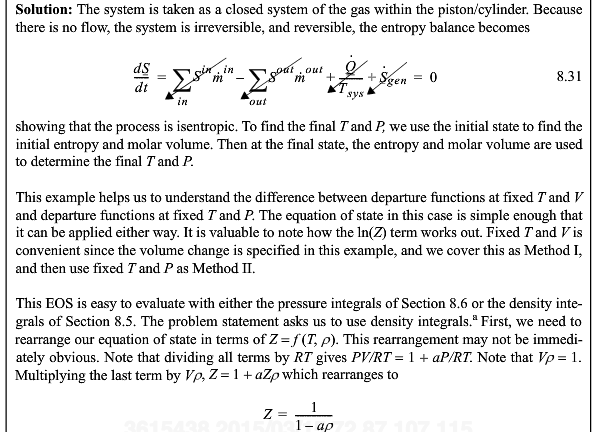 Solution: The system is taken as a closed system of the gas within the piston/cylinder. Because
there is no flow, the system is irreversible, and reversible, the entropy balance becomes
dS/dt = ∑_in s^in ṁ^in − ∑_out s^out ṁ^out + Q̇/T_sys + Ṡ_gen = 0 8.31
showing that the process is isentropic. To find the final T and P, we use the initial state to find the
initial entropy and molar volume. Then at the final state, the entropy and molar volume are used
to determine the final T and P.
This example helps us to understand the difference between departure functions at fixed T and V
and departure functions at fixed T and P. The equation of state in this case is simple enough that
it can be applied either way. It is valuable to note how the ln(Z) term works out. Fixed T and V is
convenient since the volume change is specified in this example, and we cover this as Method I,
and then use fixed T and P as Method II.
This EOS is easy to evaluate with either the pressure integrals of Section 8.6 or the density inte-
grals of Section 8.5. The problem statement asks us to use density integrals.ª First, we need to
rearrange our equation of state in terms of Z = f (T, ρ). This rearrangement may not be immedi-
ately obvious. Note that dividing all terms by RT gives PV/RT = 1 + aP/RT. Note that Vρ = 1.
Multiplying the last term by Vρ, Z = 1 + aZρ which rearranges to
Z = 1/(1 − aρ)